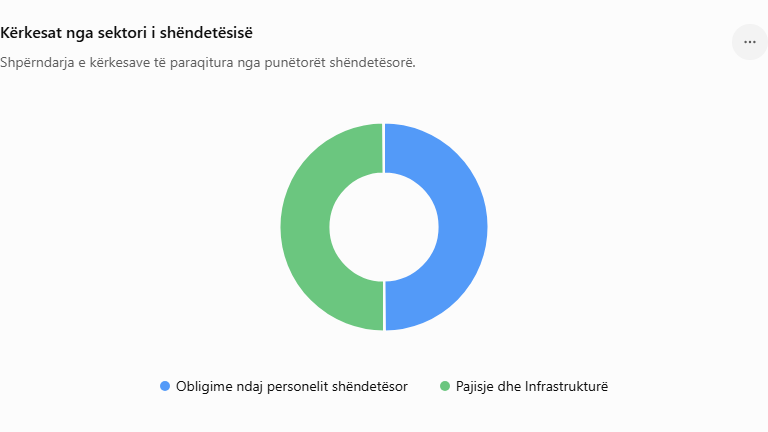 Kërkesat nga sektori i shëndetësisë
Shpërndarja e kërkesave të paraqitura nga punëtorët shëndetësorë.
Obligime ndaj personelit shëndetësor
Pajisje dhe Infrastrukturë